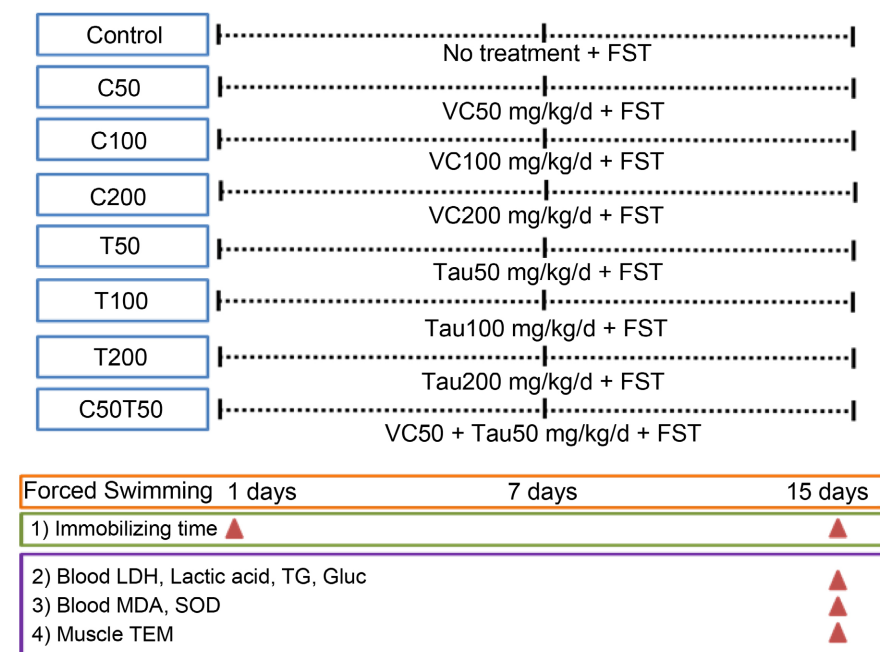 Control
No treatment + FST
C50
VC50 mg/kg/d + FST
C100
VC100 mg/kg/d + FST
C200
VC200 mg/kg/d + FST
T50
Tau50 mg/kg/d + FST
T100
Tau100 mg/kg/d + FST
T200
Tau200 mg/kg/d + FST
C50T50
VC50 + Tau50 mg/kg/d + FST
Forced Swimming 1 days 7 days 15 days
1) Immobilizing time
2) Blood LDH, Lactic acid, TG, Gluc
3) Blood MDA, SOD
4) Muscle TEM